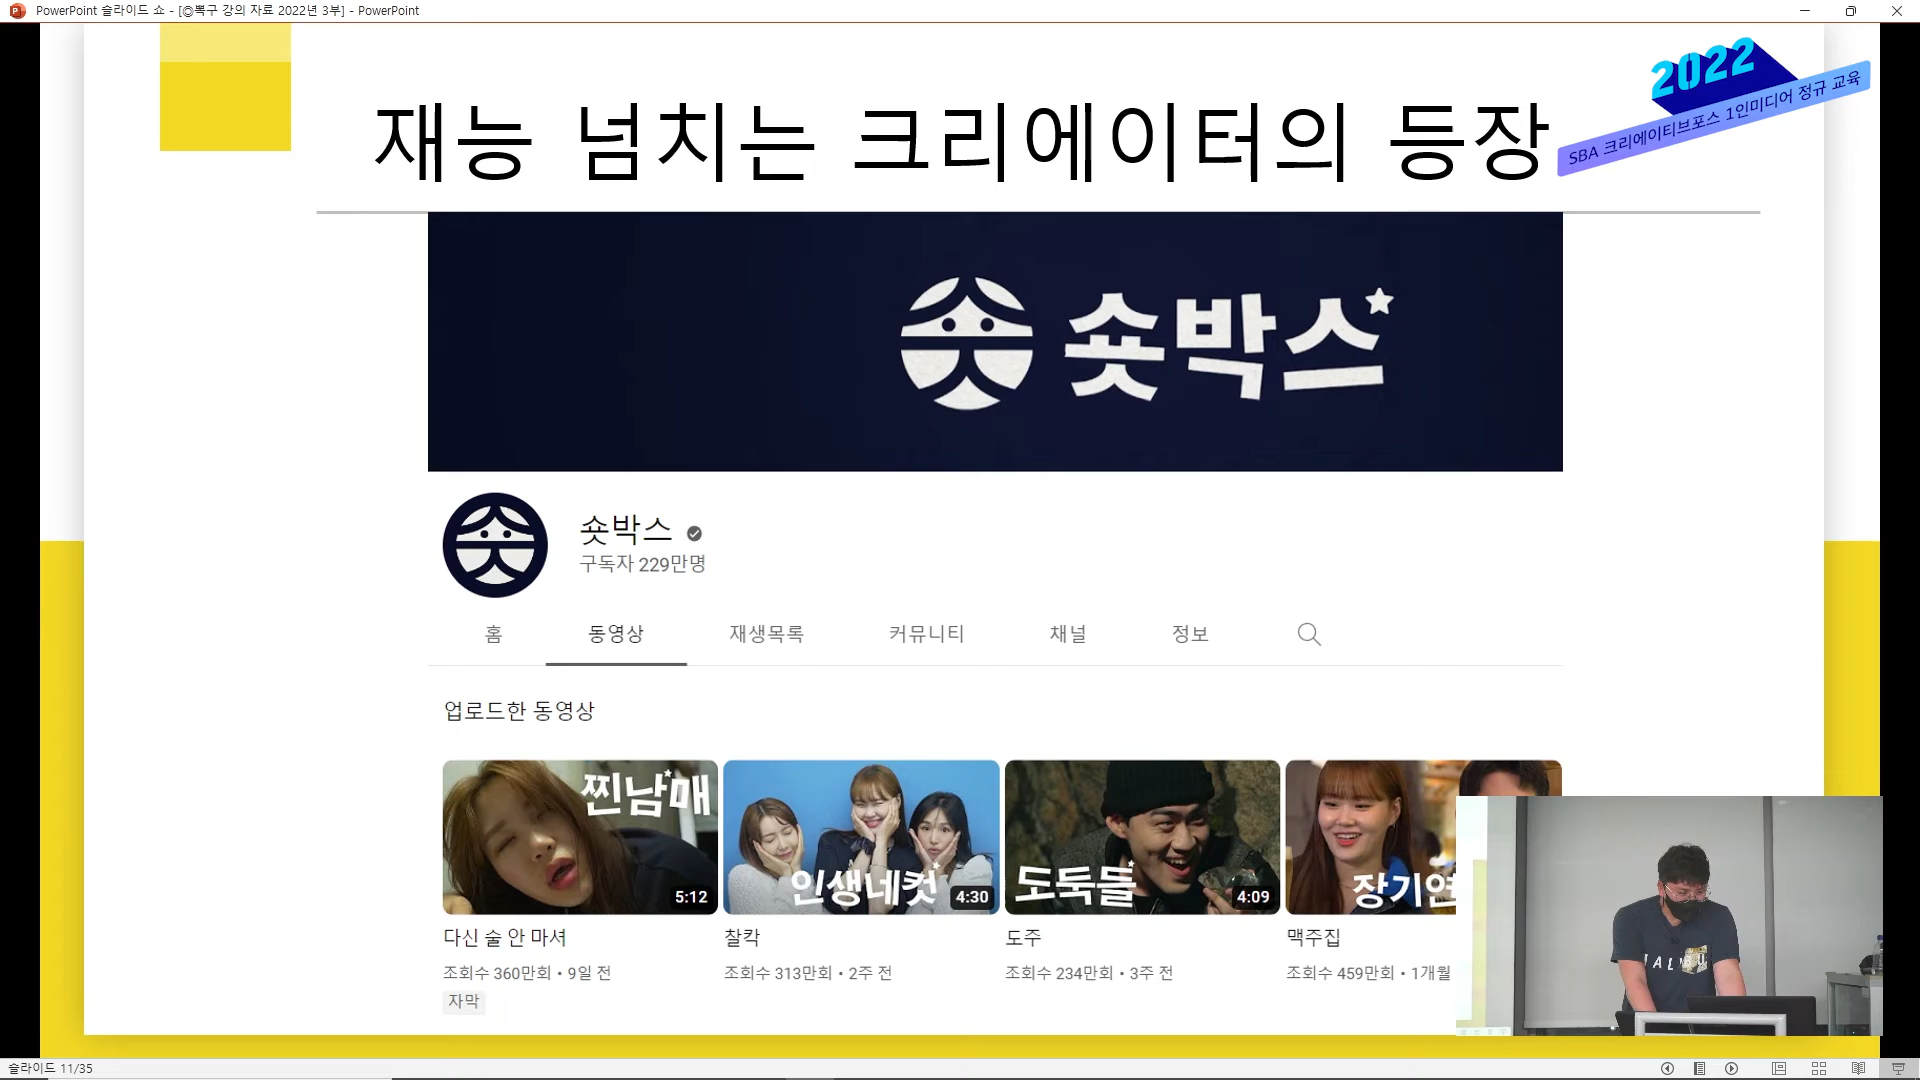 PowerPoint 슬라이드 쇼 - [◎뽁구 강의 자료 2022년 3부] - PowerPoint
2022
SBA 크리에이티브포스 1인미디어 정규 교육
재능 넘치는 크리에이터의 등장
숏 숏박스
숏
숏박스
구독자 229만명
홈 동영상 재생목록 커뮤니티 채널 정보
업로드한 동영상
찐남매
5:12
인생네컷
4:30
도둑들
4:09
장기연
다신 술 안 마셔
조회수 360만회 • 9일 전
자막
찰칵
조회수 313만회 • 2주 전
도주
조회수 234만회 • 3주 전
맥주집
조회수 459만회 • 1개월
슬라이드 11/35